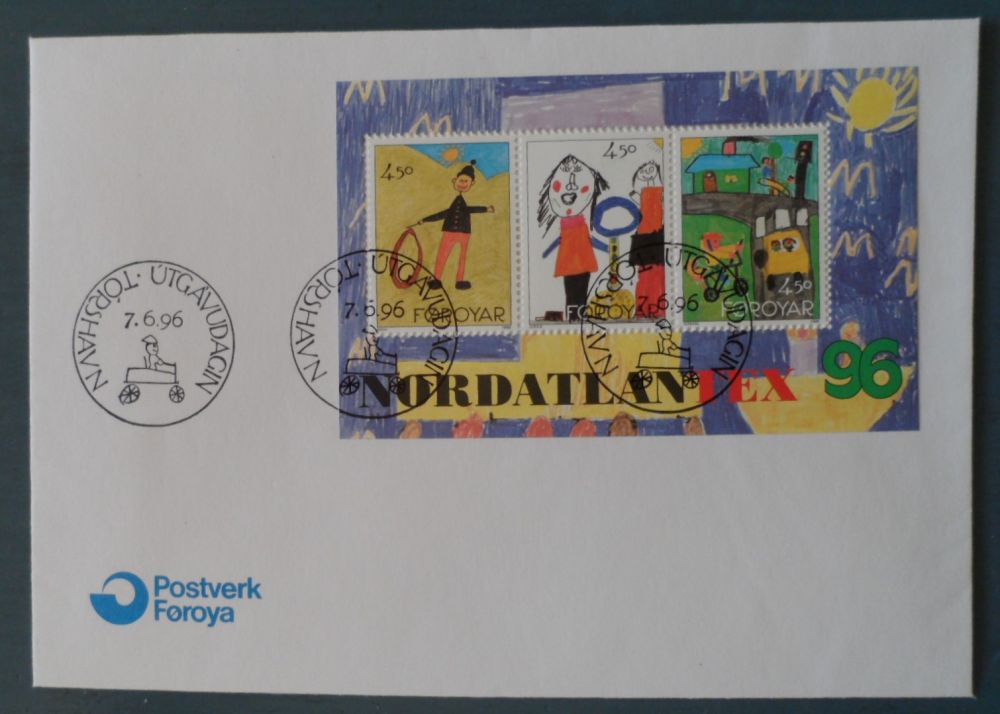 4.50
FØROYAR
4.50
FØROYAR
4.50
FØROYAR
NORDATLANTEX 96
TÓRSHAVN · ÚTGÁVUDAGIN
7.6.96
TÓRSHAVN · ÚTGÁVUDAGIN
7.6.96
TÓRSHAVN · ÚTGÁVUDAGIN
7.6.96
Postverk
Føroya